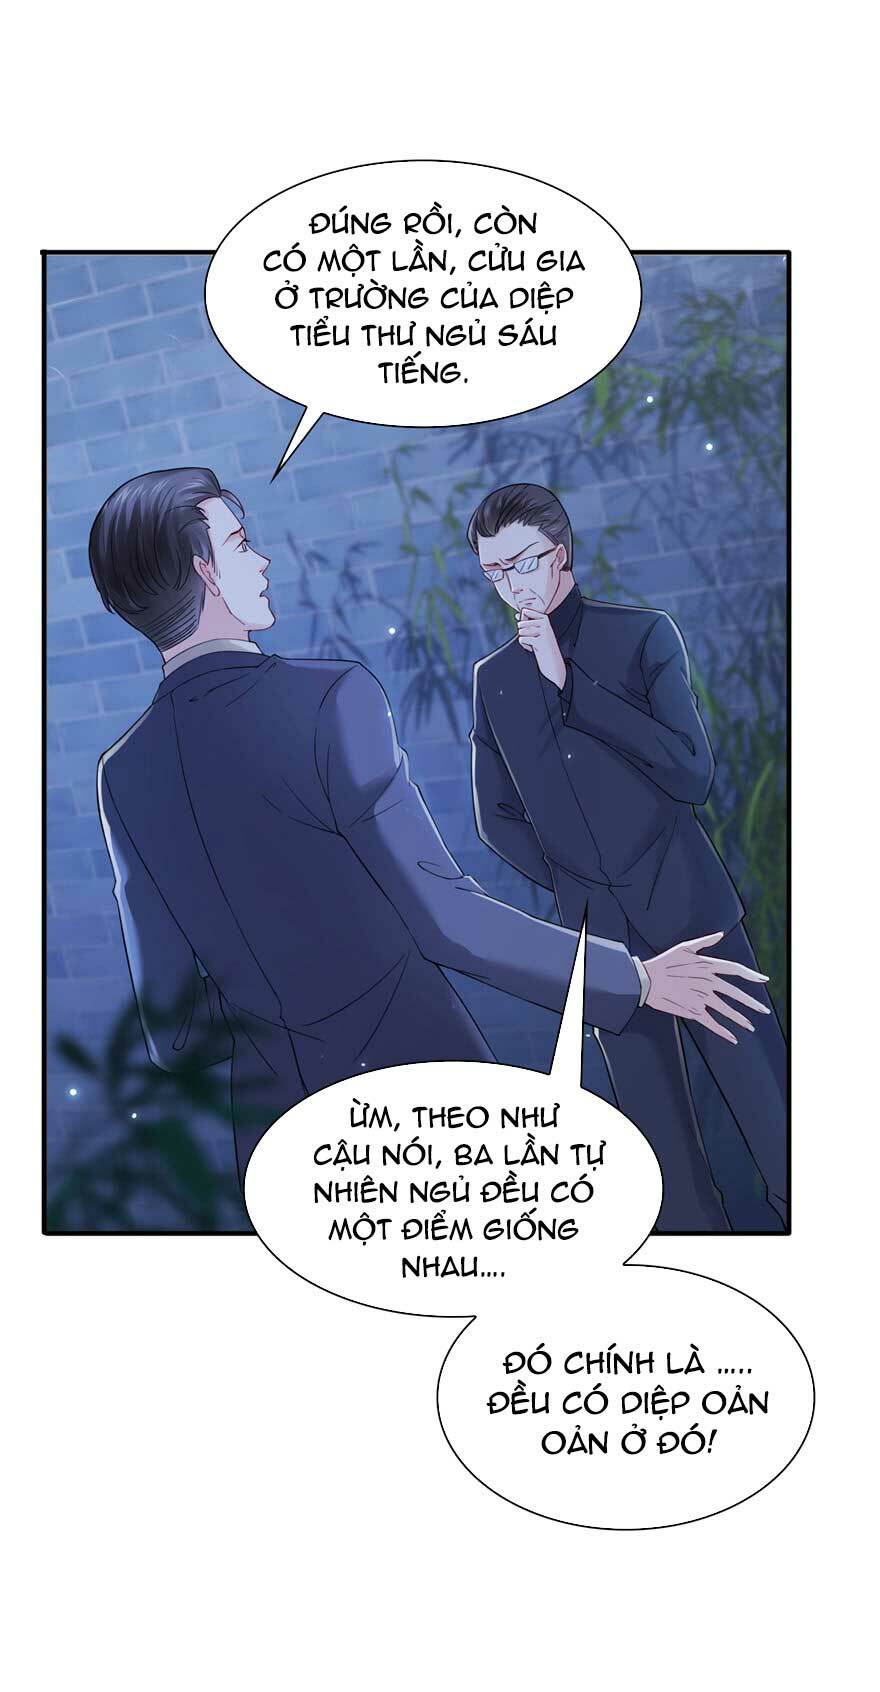 ĐÚNG RỒI, CÒN
CÓ MỘT LẦN, CỬU GIA
Ở TRƯỜNG CỦA DIỆP
TIỂU THƯ NGỦ SÁU
TIẾNG.
ỪM, THEO NHƯ
CẬU NÓI, BA LẦN TỰ
NHIÊN NGỦ ĐỀU CÓ
MỘT ĐIỂM GIỐNG
NHAU....
ĐÓ CHÍNH LÀ .....
ĐỀU CÓ DIỆP OẢN
OẢN Ở ĐÓ!